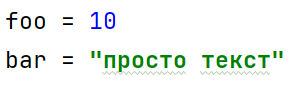 foo = 10
bar = "просто текст"